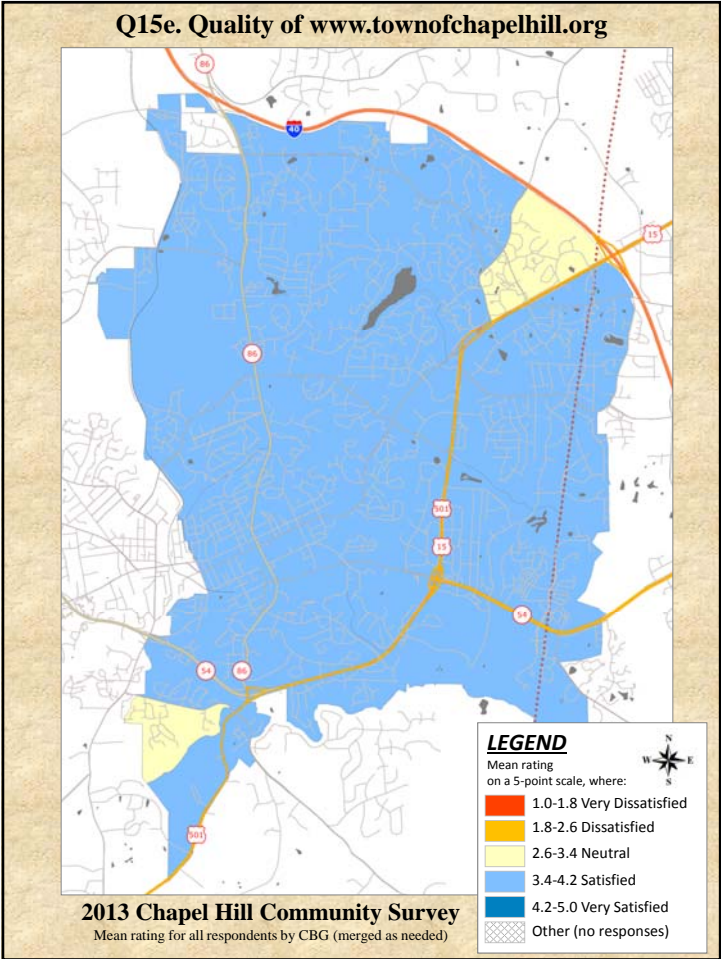 Q15e. Quality of www.townofchapelhill.org
86
40
15
86
501
15
54
54
86
501
LEGEND
Mean rating
on a 5-point scale, where:
N
W E
S
1.0-1.8 Very Dissatisfied
1.8-2.6 Dissatisfied
2.6-3.4 Neutral
3.4-4.2 Satisfied
4.2-5.0 Very Satisfied
Other (no responses)
2013 Chapel Hill Community Survey
Mean rating for all respondents by CBG (merged as needed)